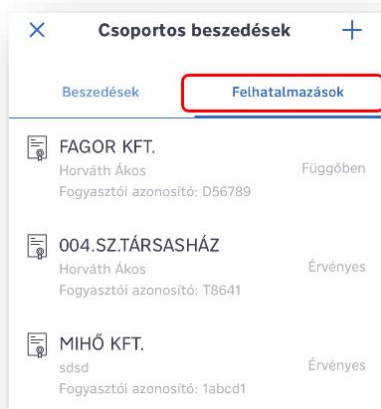 Csoportos beszedések
Beszedések Felhatalmazások
FAGOR KFT.
Horváth Ákos Függőben
Fogyasztói azonosító: D56789
004.SZ.TÁRSASHÁZ
Horváth Ákos Érvényes
Fogyasztói azonosító: T8641
MIHŐ KFT.
sdsd Érvényes
Fogyasztói azonosító: 1abcd1